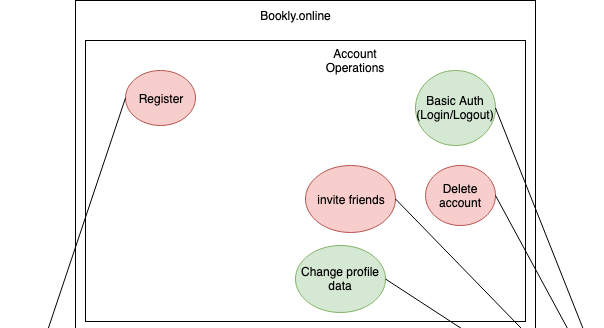 Bookly.online
Account
Operations
Register
Basic Auth
(Login/Logout)
invite friends
Delete
account
Change profile
data